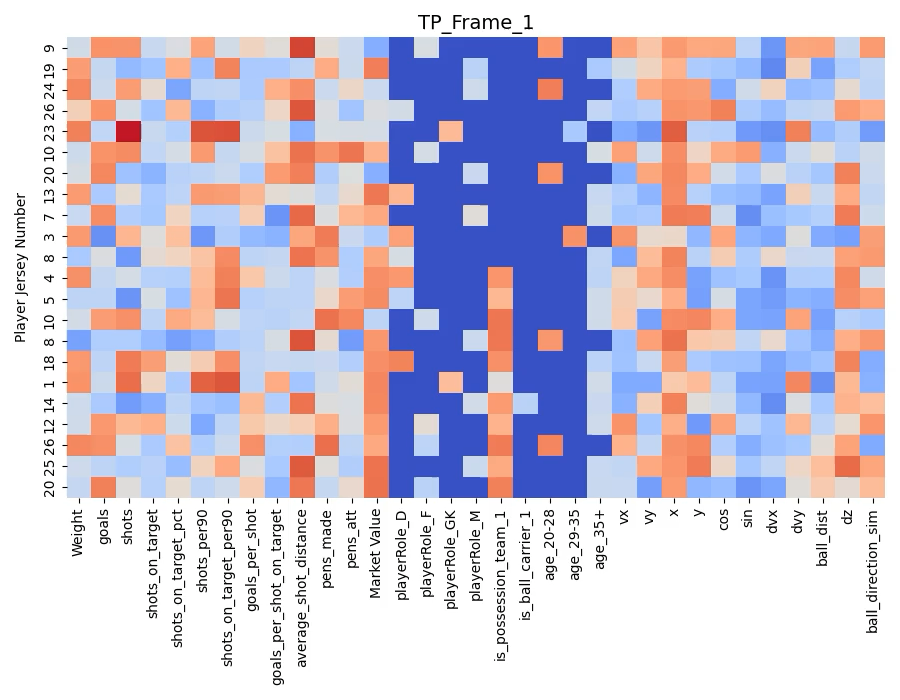 TP_Frame_1
Player Jersey Number
9
19
24
26
23
10
20
13
7
3
8
4
5
10
8
18
1
14
12
26
25
20
Weight
goals
shots
shots_on_target
shots_on_target_pct
shots_per90
shots_on_target_per90
goals_per_shot
goals_per_shot_on_target
average_shot_distance
pens_made
pens_att
Market Value
playerRole_D
playerRole_F
playerRole_GK
playerRole_M
is_possession_team_1
is_ball_carrier_1
age_20-28
age_29-35
age_35+
vx
vy
x
y
cos
sin
dvx
dvy
ball_dist
dz
ball_direction_sim